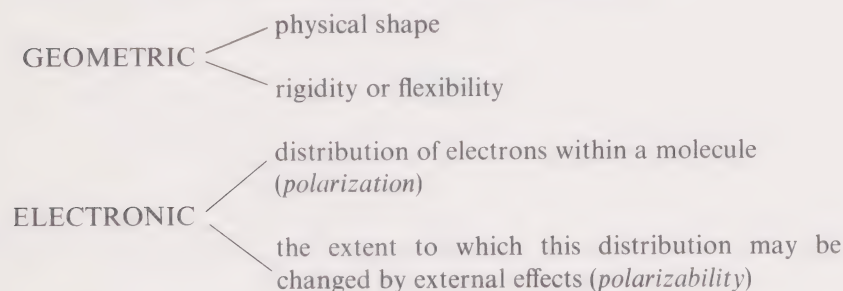 physical shape
GEOMETRIC
rigidity or flexibility
distribution of electrons within a molecule
(polarization)
ELECTRONIC
the extent to which this distribution may be
changed by external effects (polarizability)